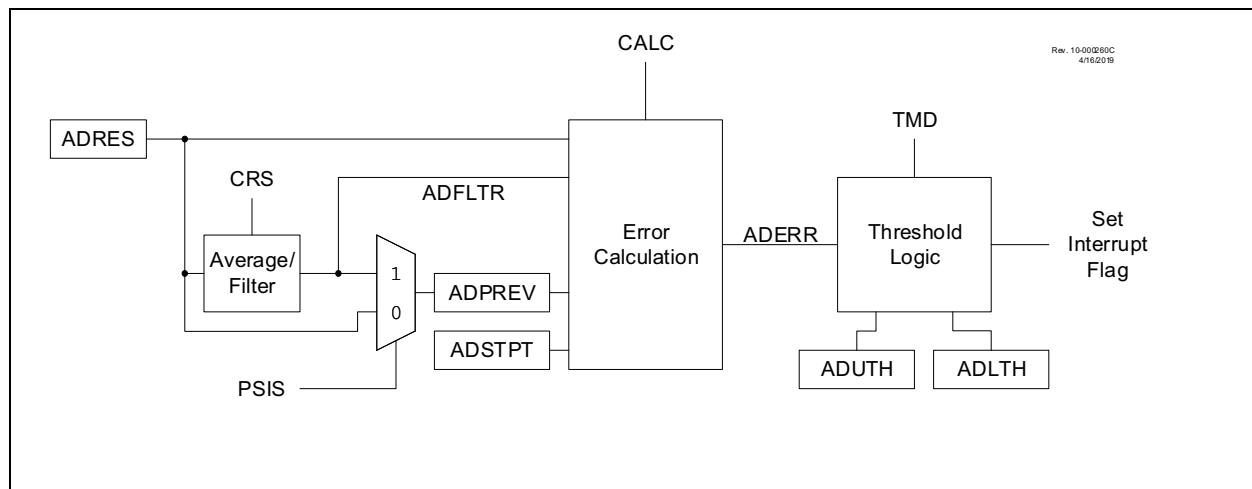 CALC
Rev. 10-000260C
4/16/2019
ADRES
TMD
CRS
ADFLTR
Average/
Filter
1
0
ADPREV
ADSTPT
PSIS
Error
Calculation
ADERR
Threshold
Logic
Set
Interrupt
Flag
ADUTH
ADLTH